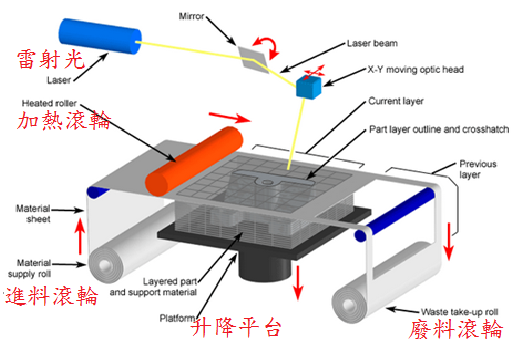 Mirror
Laser beam
雷射光
X-Y moving optic head
Laser
Heated roller
加熱滾輪
Current layer
Part layer outline and crosshatch
Previous
layer
Material
sheet
Material
supply roll
進料滾輪
Layered part
and support material
Platform
升降平台
Waste take-up roll
廢料滾輪